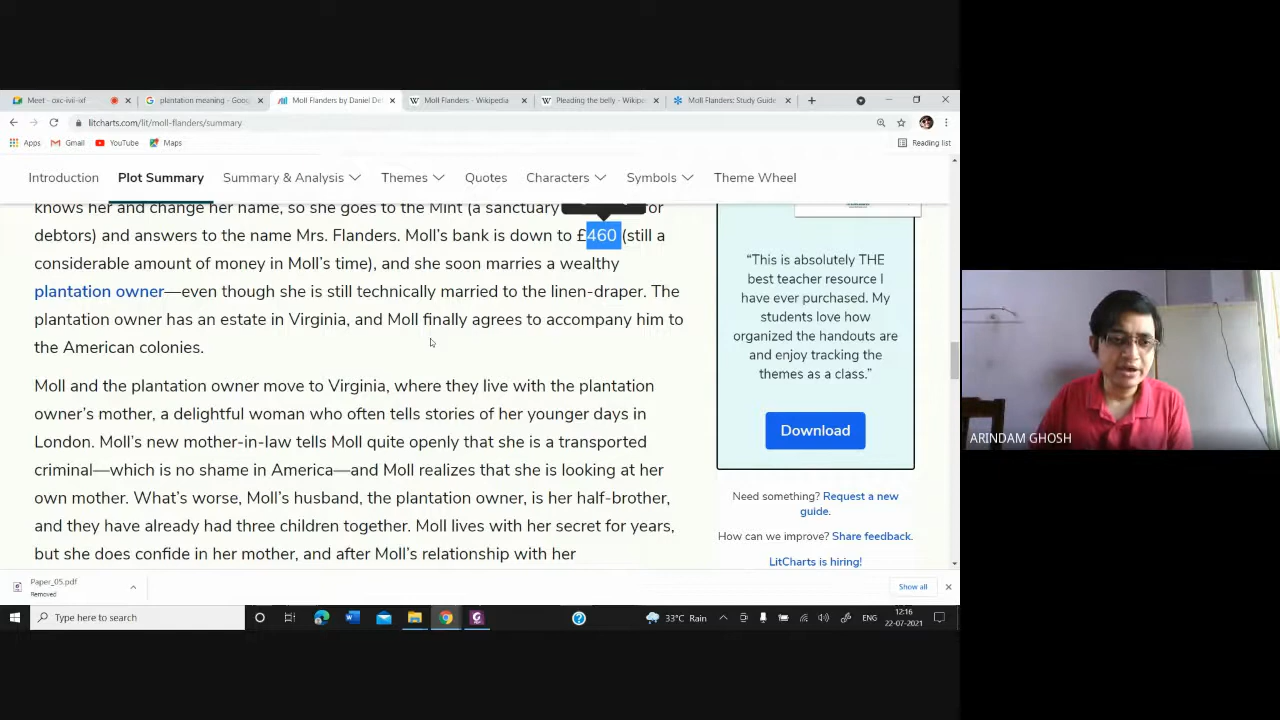 Meet - oxc-ivii-ixf
plantation meaning - Goog
Moll Flanders by Daniel De
Moll Flanders - Wikipedia
Pleading the belly - Wikipe
Moll Flanders: Study Guide
litcharts.com/lit/moll-flanders/summary
Apps Gmail YouTube Maps
Reading list
Introduction Plot Summary Summary & Analysis Themes Quotes Characters Symbols Theme Wheel
knows her and change her name, so she goes to the Mint (a sanctuary or
debtors) and answers to the name Mrs. Flanders. Moll's bank is down to £460 (still a
considerable amount of money in Moll's time), and she soon marries a wealthy
plantation owner—even though she is still technically married to the linen-draper. The
plantation owner has an estate in Virginia, and Moll finally agrees to accompany him to
the American colonies.
Moll and the plantation owner move to Virginia, where they live with the plantation
owner's mother, a delightful woman who often tells stories of her younger days in
London. Moll's new mother-in-law tells Moll quite openly that she is a transported
criminal—which is no shame in America—and Moll realizes that she is looking at her
own mother. What's worse, Moll's husband, the plantation owner, is her half-brother,
and they have already had three children together. Moll lives with her secret for years,
but she does confide in her mother, and after Moll's relationship with her
"This is absolutely THE
best teacher resource I
have ever purchased. My
students love how
organized the handouts are
and enjoy tracking the
themes as a class."
Download
Need something? Request a new
guide.
How can we improve? Share feedback.
LitCharts is hiring!
ARINDAM GHOSH
Paper_05.pdf
Removed
Show all
Type here to search
33°C Rain
ENG
12:16
22-07-2021